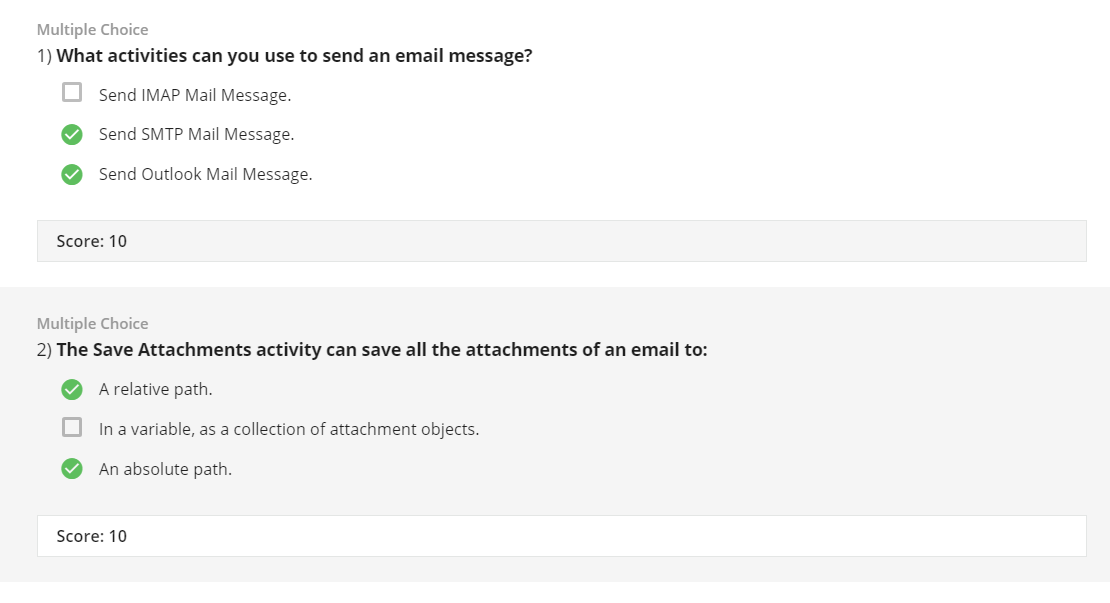 Multiple Choice
1) What activities can you use to send an email message?
Send IMAP Mail Message.
Send SMTP Mail Message.
Send Outlook Mail Message.
Score: 10
Multiple Choice
2) The Save Attachments activity can save all the attachments of an email to:
A relative path.
In a variable, as a collection of attachment objects.
An absolute path.
Score: 10